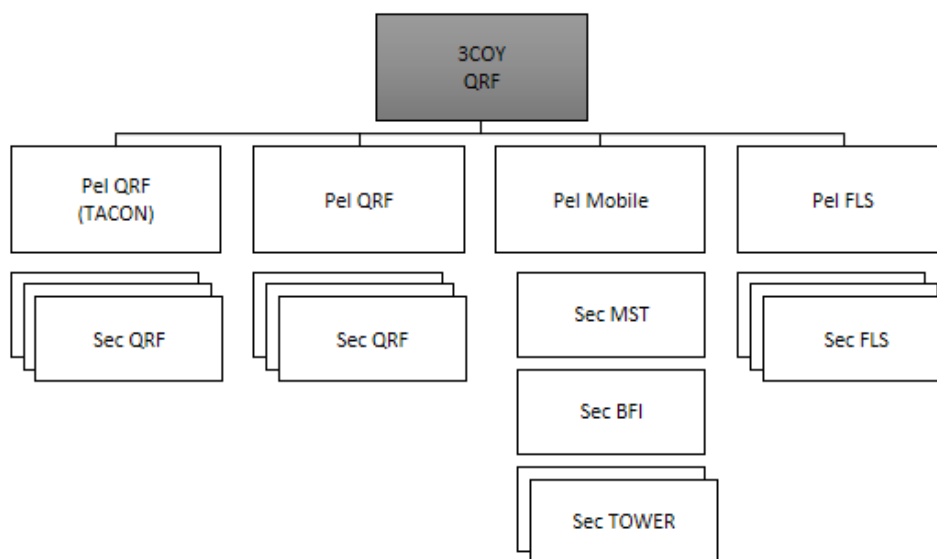 3COY
QRF
Pel QRF
(TACON)
Pel QRF
Pel Mobile
Pel FLS
Sec QRF
Sec QRF
Sec MST
Sec FLS
Sec BFI
Sec TOWER